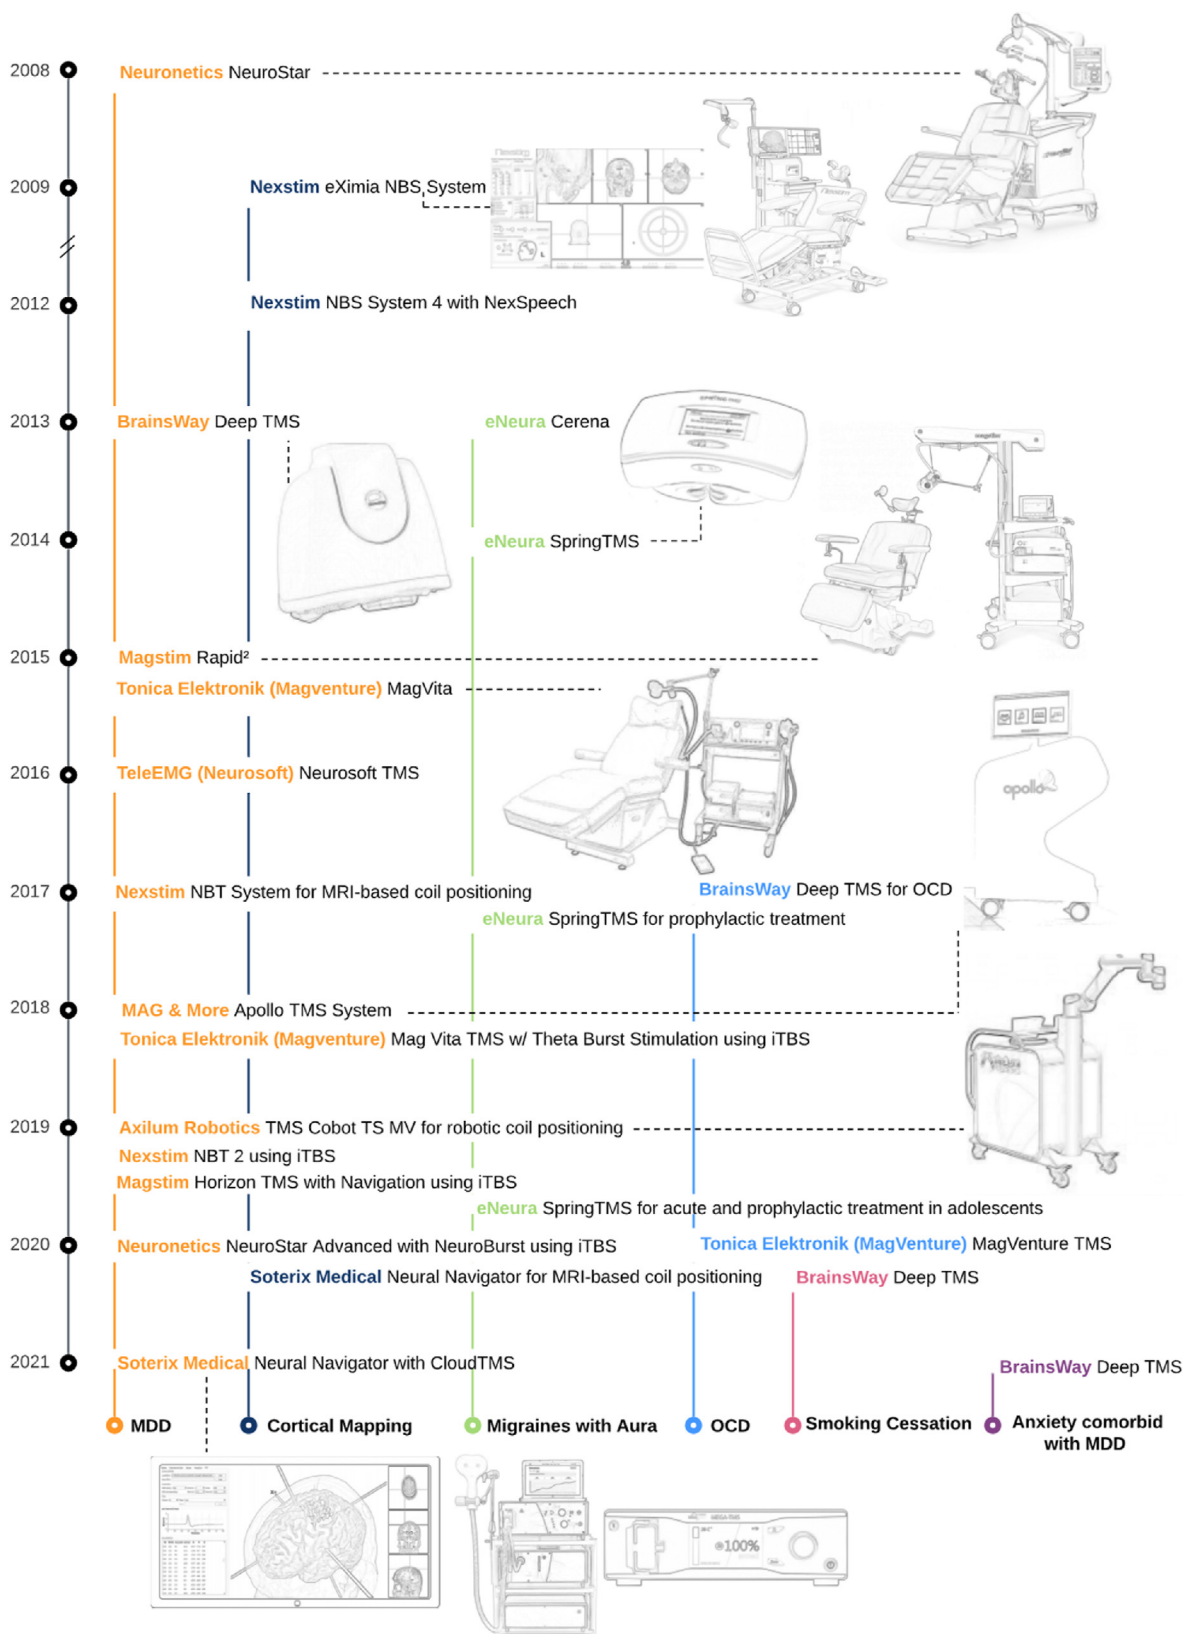 2008
Neuronetics NeuroStar
2009
Nexstim eXimia NBS System
2012
Nexstim NBS System 4 with NexSpeech
2013
BrainsWay Deep TMS
eNeura Cerena
2014
eNeura SpringTMS
magstim
2015
Magstim Rapid²
Tonica Elektronik (Magventure) MagVita
2016
TeleEMG (Neurosoft) Neurosoft TMS
apollo
2017
Nexstim NBT System for MRI-based coil positioning
BrainsWay Deep TMS for OCD
eNeura SpringTMS for prophylactic treatment
2018
MAG & More Apollo TMS System
Tonica Elektronik (Magventure) Mag Vita TMS w/ Theta Burst Stimulation using iTBS
2019
Axilum Robotics TMS Cobot TS MV for robotic coil positioning
Nexstim NBT 2 using iTBS
Magstim Horizon TMS with Navigation using iTBS
eNeura SpringTMS for acute and prophylactic treatment in adolescents
2020
Neuronetics NeuroStar Advanced with NeuroBurst using iTBS
Tonica Elektronik (MagVenture) MagVenture TMS
Soterix Medical Neural Navigator for MRI-based coil positioning
BrainsWay Deep TMS
2021
Soterix Medical Neural Navigator with CloudTMS
BrainsWay Deep TMS
MDD
Cortical Mapping
Migraines with Aura
OCD
Smoking Cessation
Anxiety comorbid
with MDD
MEGA-TMS
100%